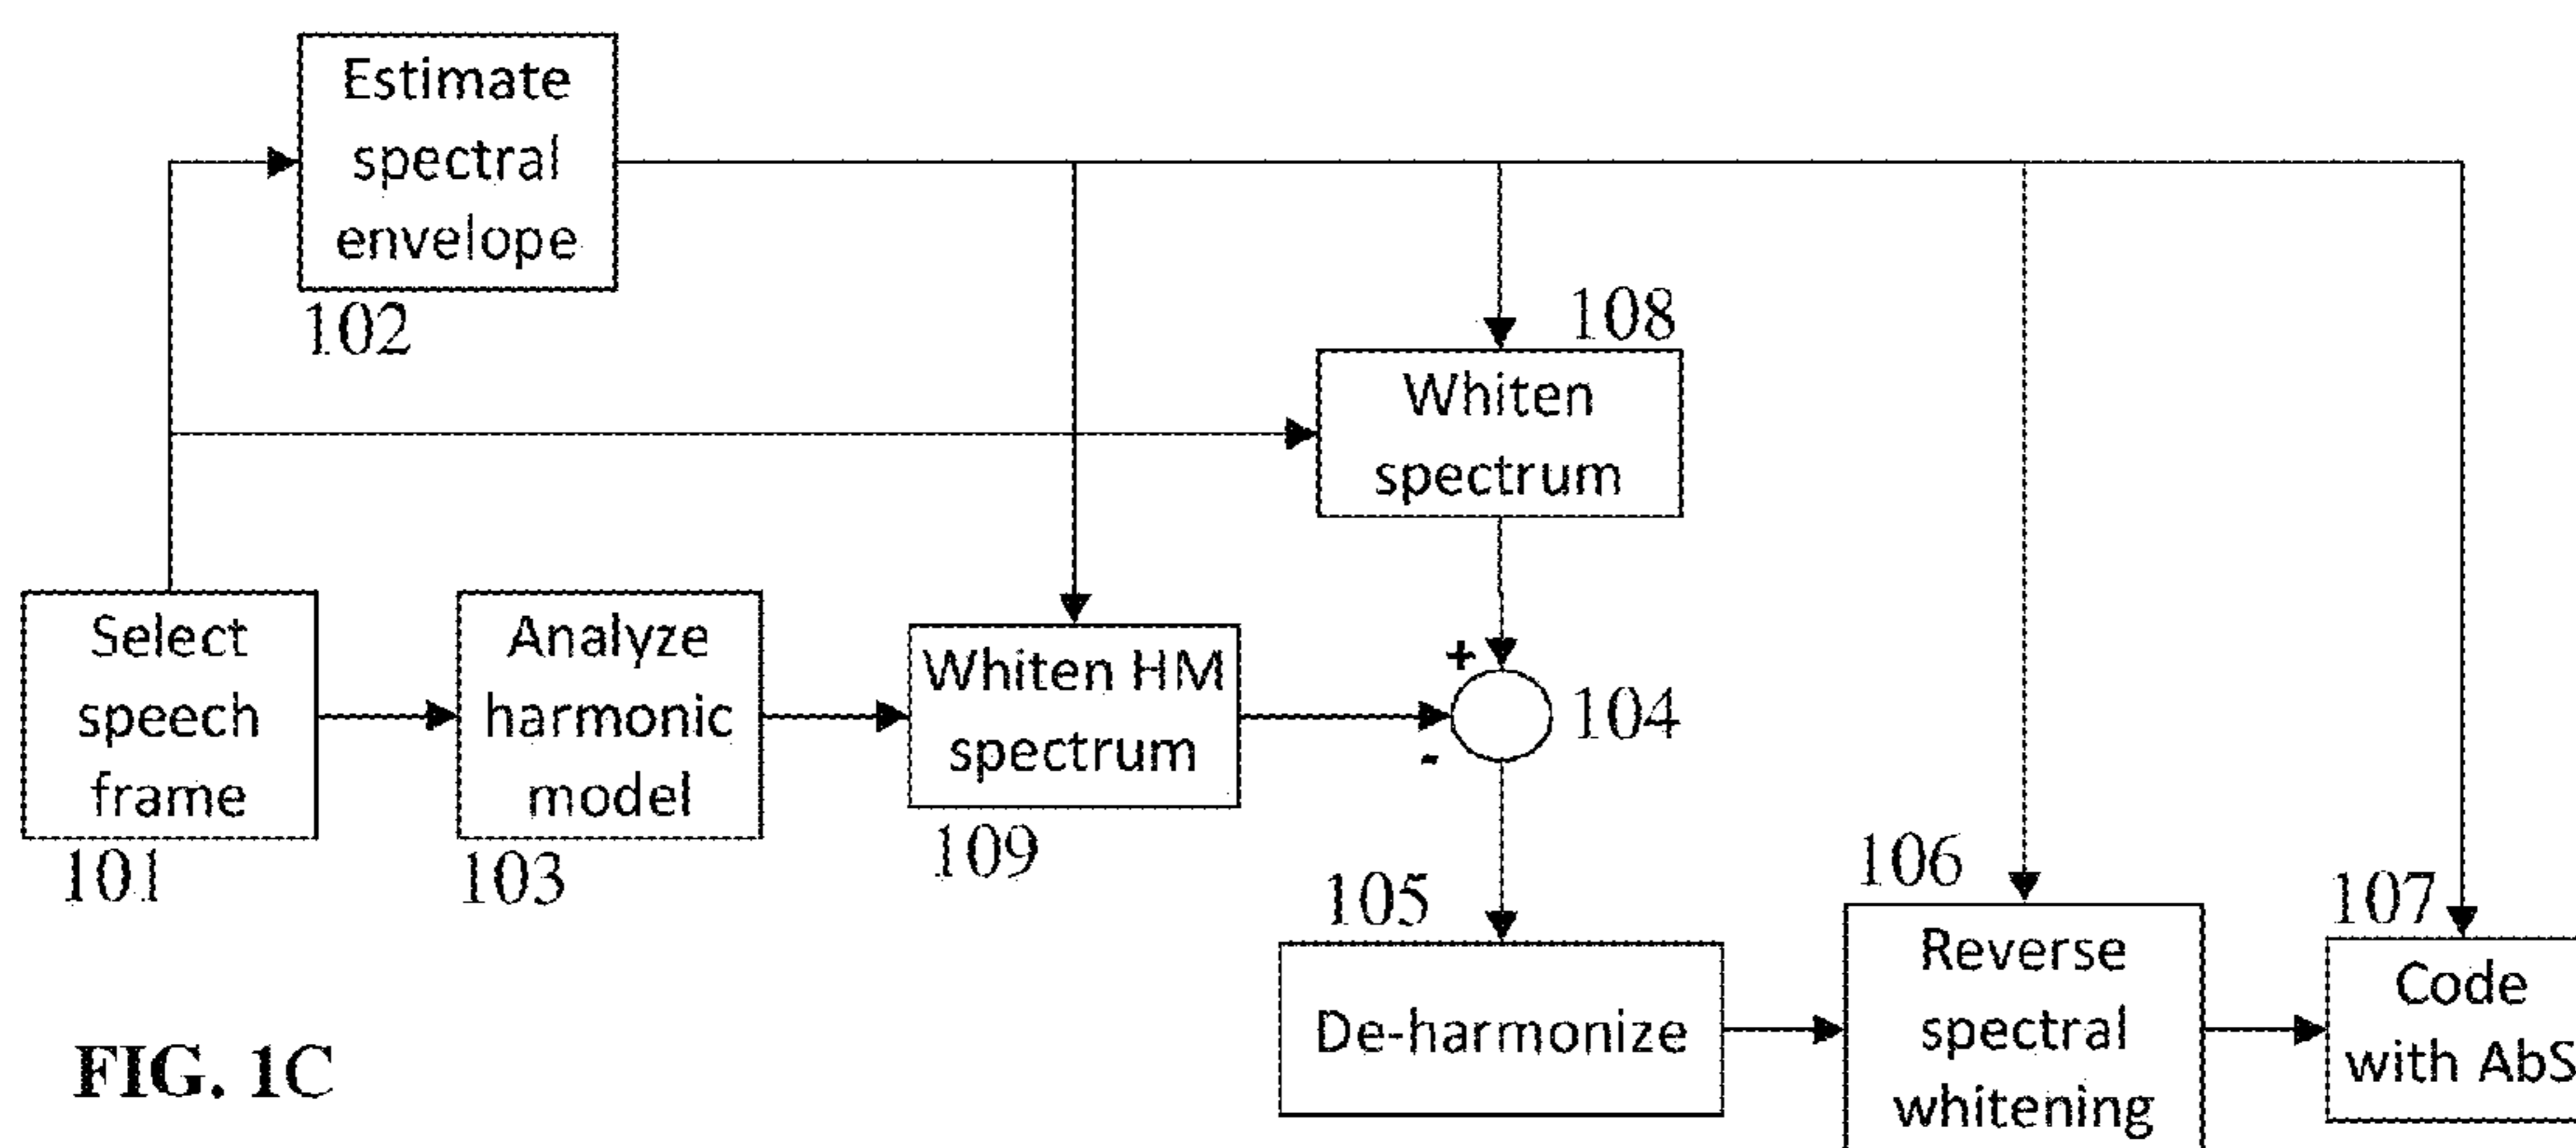 Estimate
spectral
envelope
102
108
Whiten
spectrum
Select
speech
frame
101
Analyze
harmonic
model
103
Whiten HM
spectrum
109
+
-
104
105
De-harmonize
106
Reverse
spectral
whitening
107
Code
with AbS
FIG. 1C